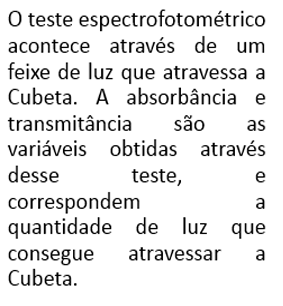 O teste espectrofotométrico
acontece através de um
feixe de luz que atravessa a
Cubeta. A absorbância e
transmitância são as
variáveis obtidas através
desse teste, e
correspondem a
quantidade de luz que
consegue atravessar a
Cubeta.